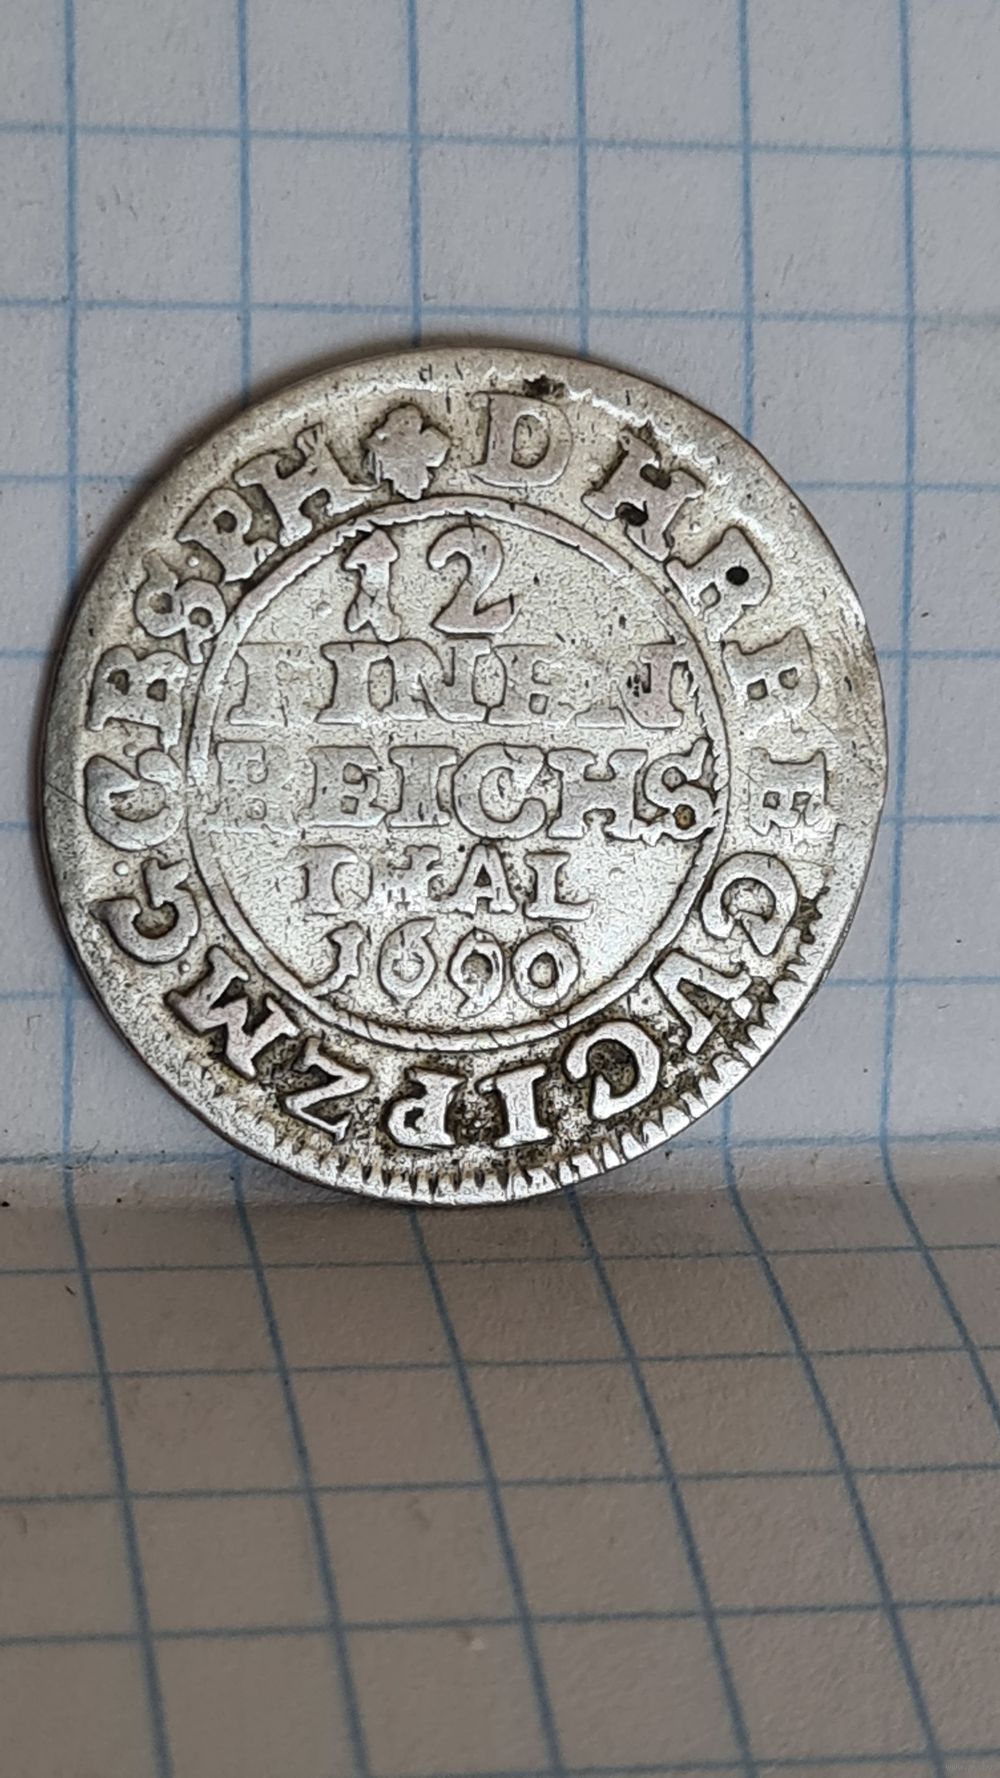 D H R R E C V C I P Z M C G R S P H
12
EINEN
REICHS
THAL
1690